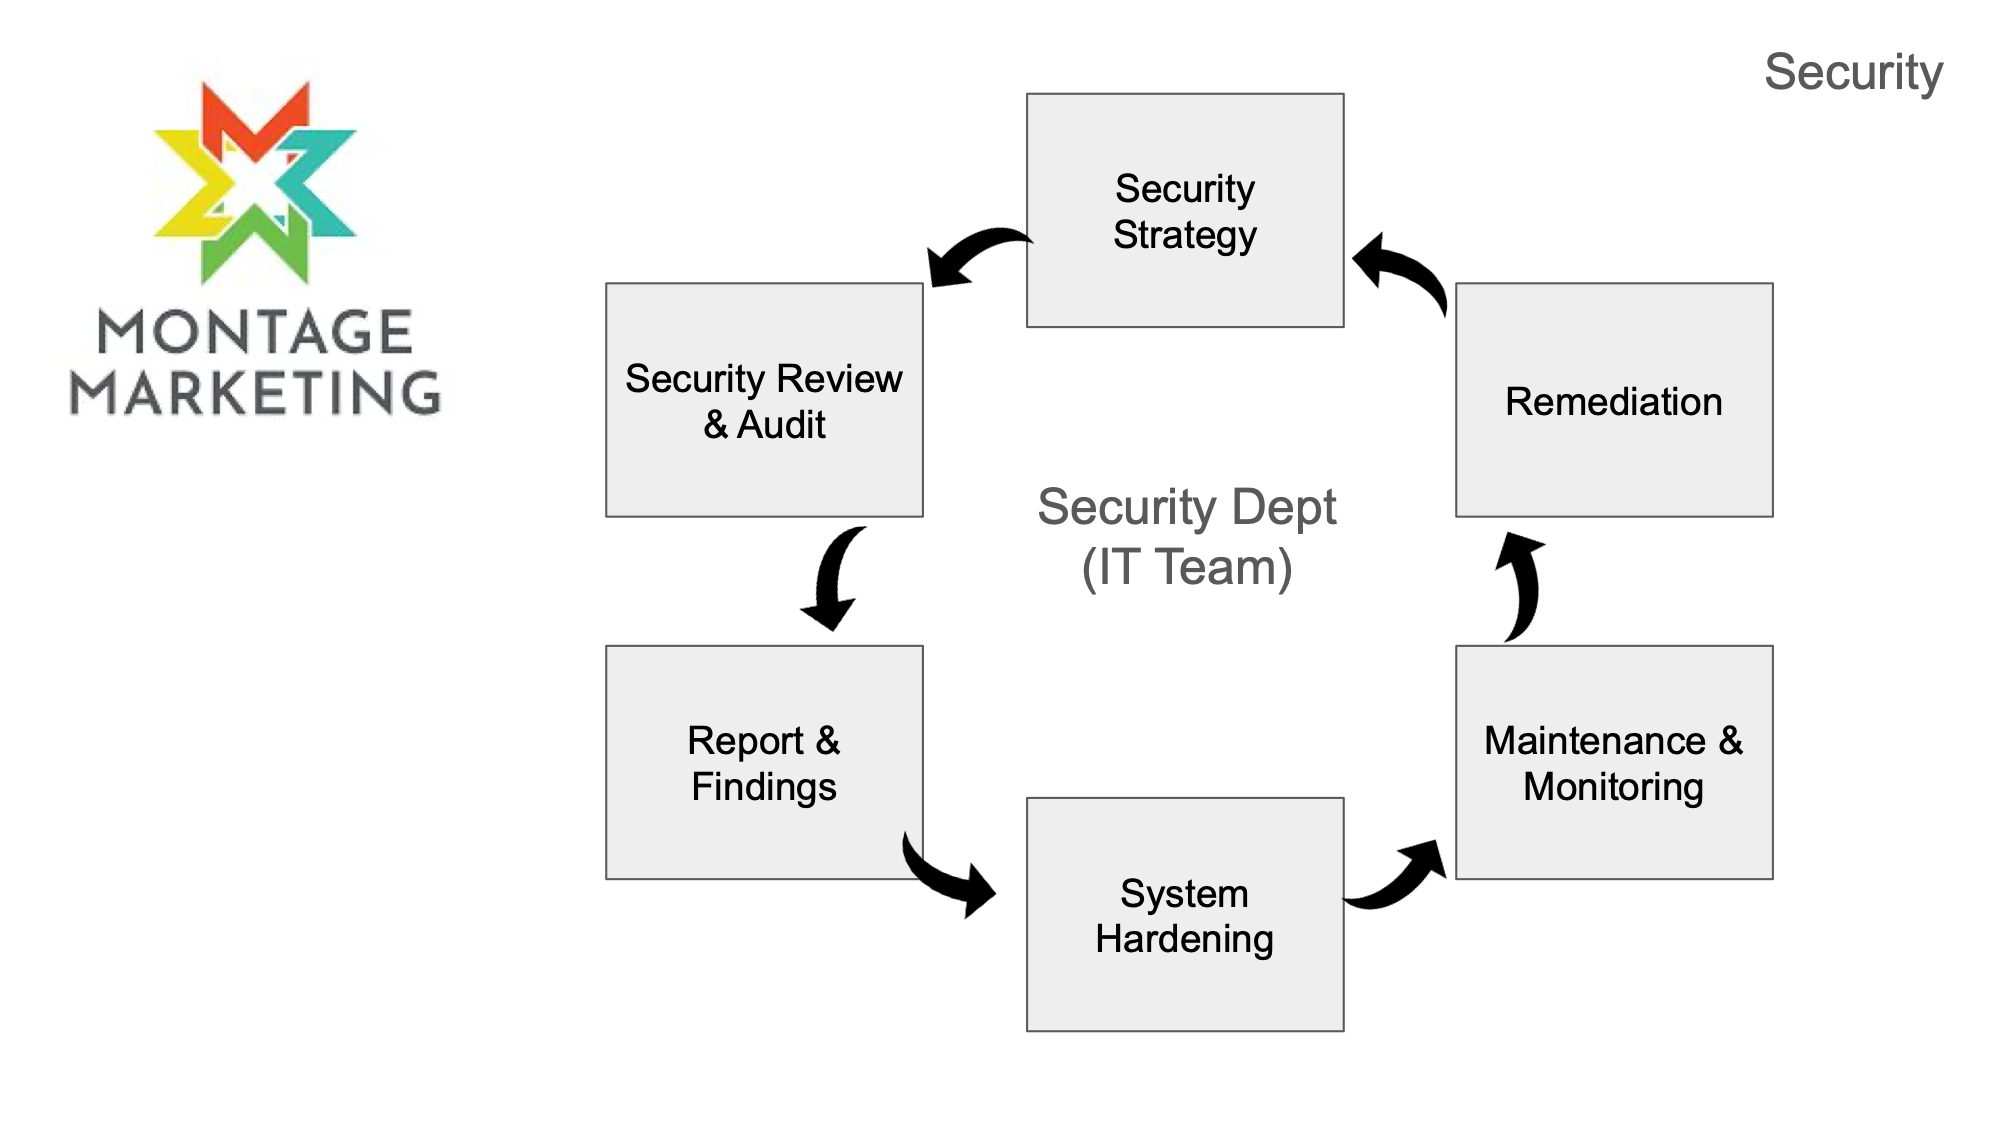 Security
MONTAGE
MARKETING
Security
Strategy
Security Review
& Audit
Remediation
Security Dept
(IT Team)
Report &
Findings
Maintenance &
Monitoring
System
Hardening